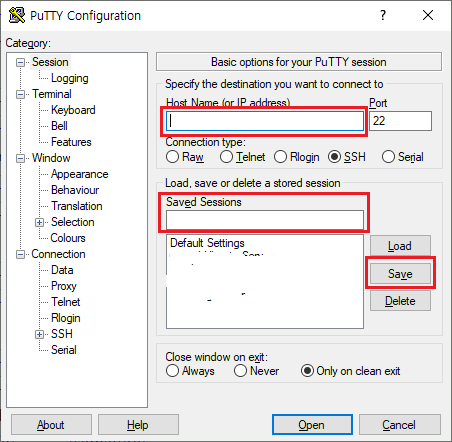 PuTTY Configuration
Category:
Session
Logging
Terminal
Keyboard
Bell
Features
Window
Appearance
Behaviour
Translation
Selection
Colours
Connection
Data
Proxy
Telnet
Rlogin
SSH
Serial
Basic options for your PuTTY session
Specify the destination you want to connect to
Host Name (or IP address) Port
22
Connection type:
Raw Telnet Rlogin SSH Serial
Load, save or delete a stored session
Saved Sessions
Default Settings
Load
Save
Delete
Close window on exit:
Always Never Only on clean exit
About Help Open Cancel